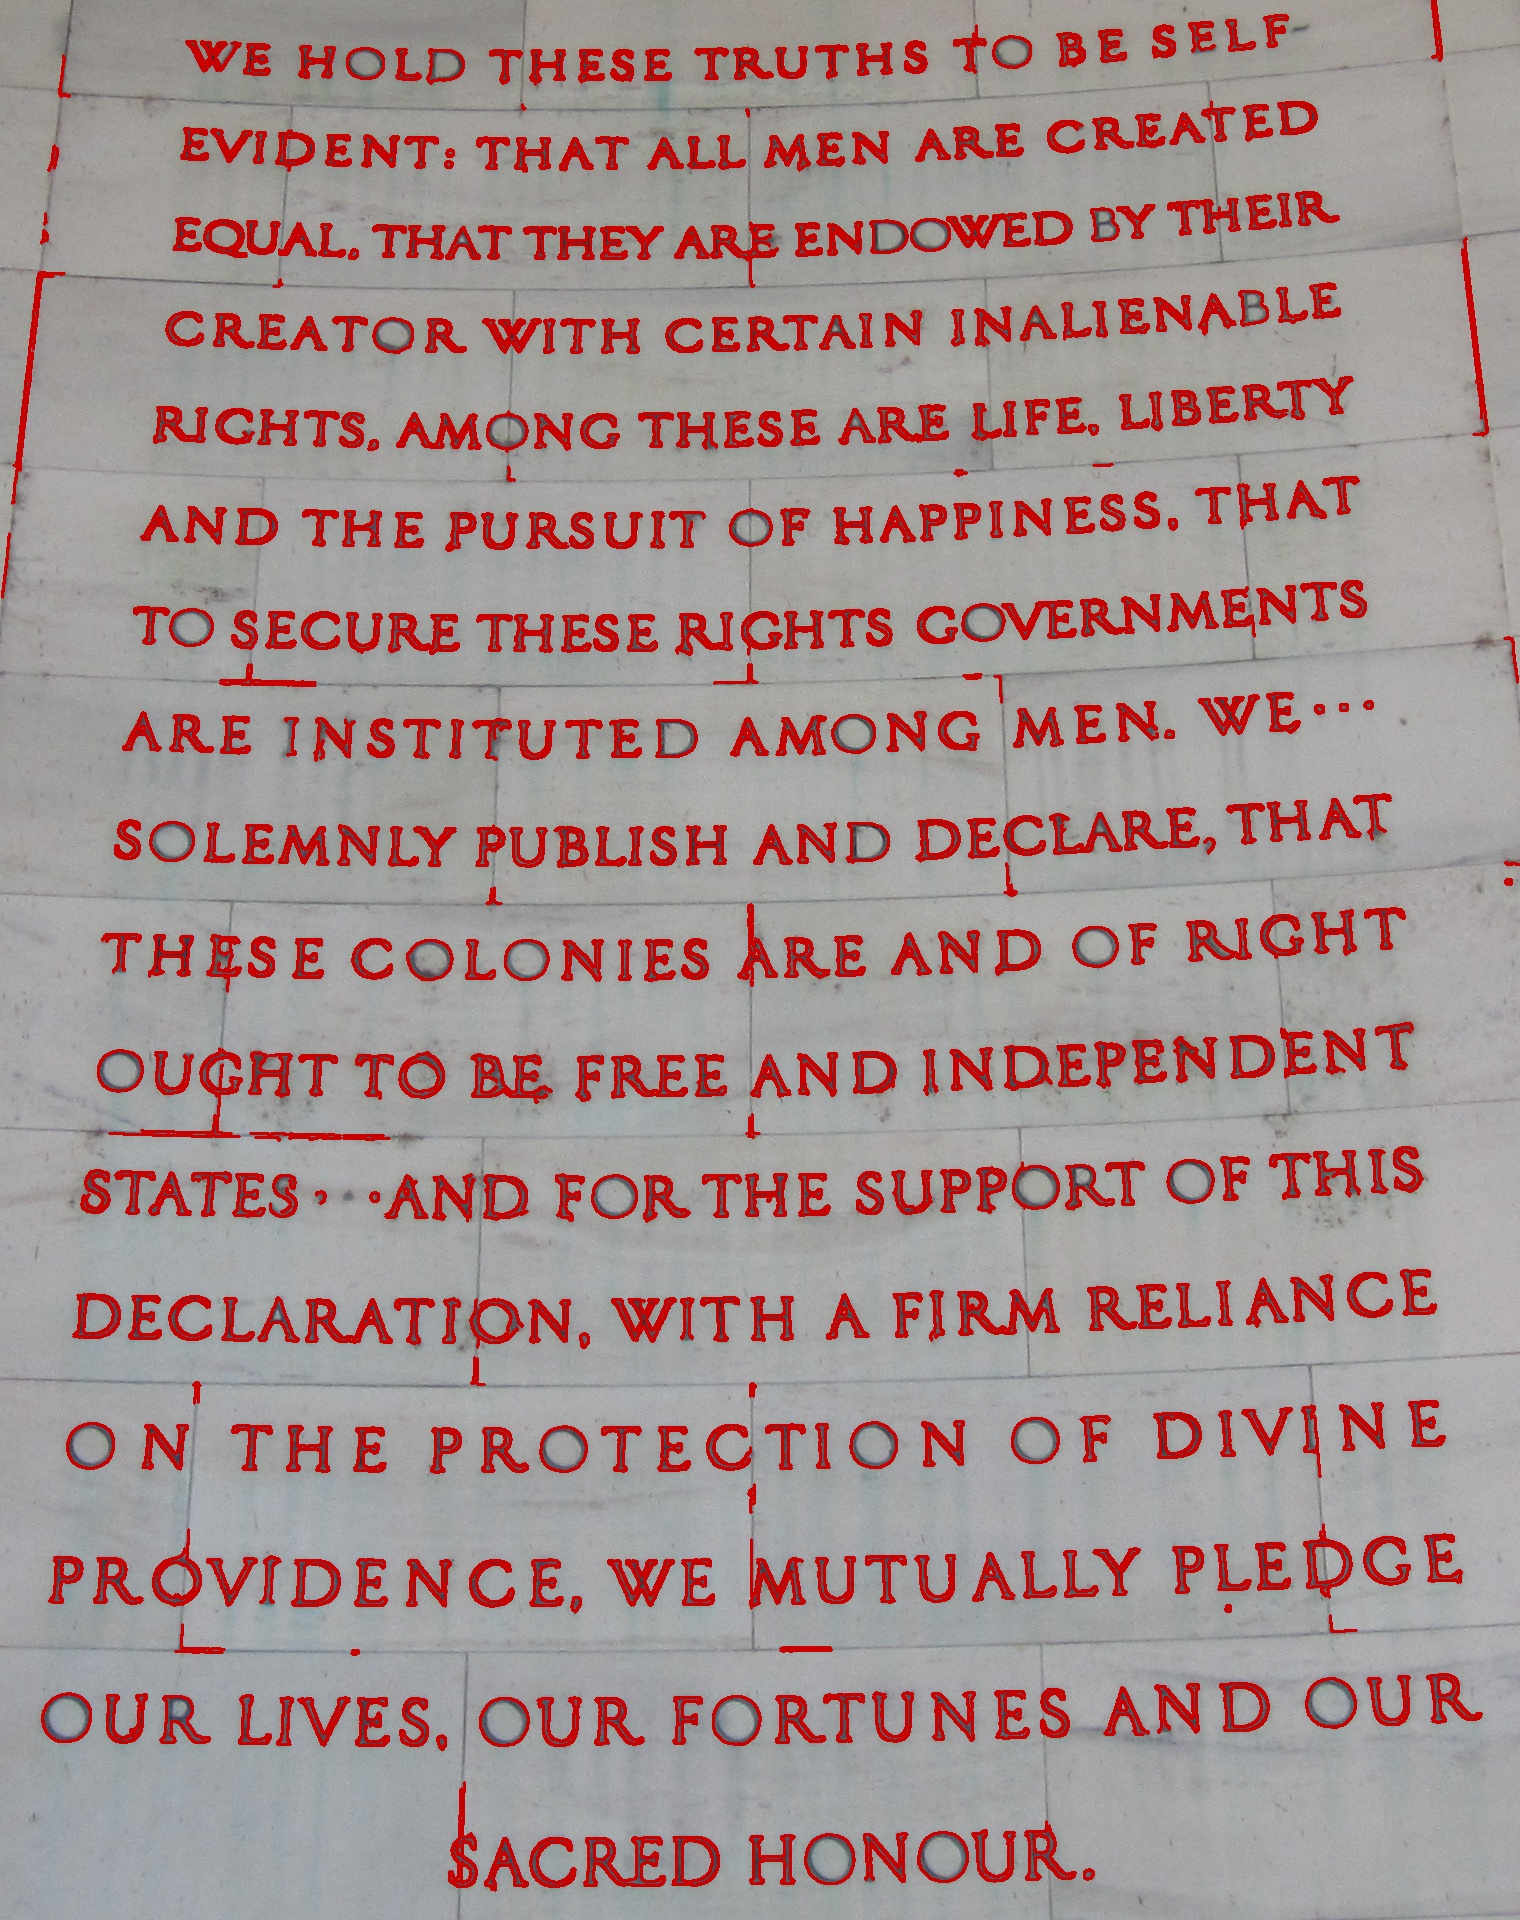 WE HOLD THESE TRUTHS TO BE SELF-
EVIDENT: THAT ALL MEN ARE CREATED
EQUAL, THAT THEY ARE ENDOWED BY THEIR
CREATOR WITH CERTAIN INALIENABLE
RIGHTS, AMONG THESE ARE LIFE, LIBERTY
AND THE PURSUIT OF HAPPINESS, THAT
TO SECURE THESE RIGHTS GOVERNMENTS
ARE INSTITUTED AMONG MEN. WE···
SOLEMNLY PUBLISH AND DECLARE, THAT
THESE COLONIES ARE AND OF RIGHT
OUGHT TO BE FREE AND INDEPENDENT
STATES···AND FOR THE SUPPORT OF THIS
DECLARATION, WITH A FIRM RELIANCE
ON THE PROTECTION OF DIVINE
PROVIDENCE, WE MUTUALLY PLEDGE
OUR LIVES, OUR FORTUNES AND OUR
SACRED HONOUR.